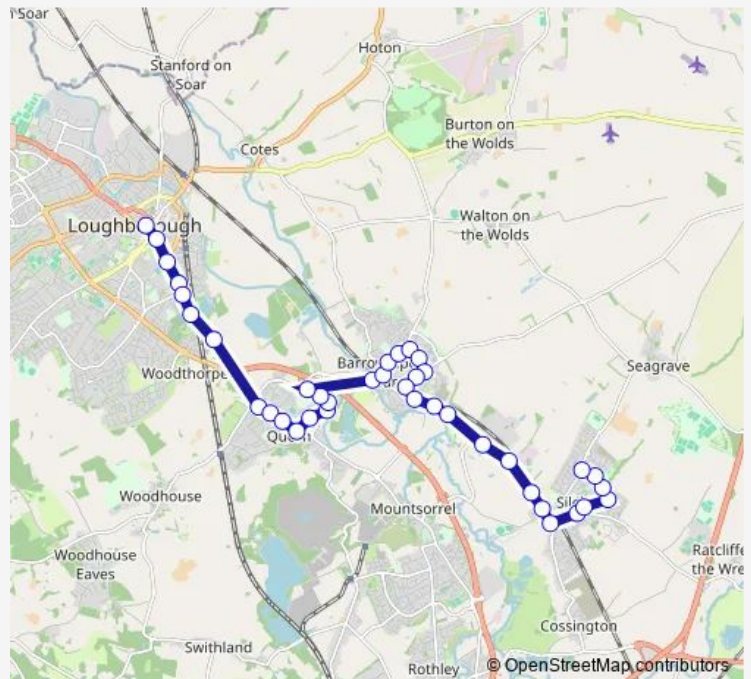 Soar
Hoton
Stanford on
Soar
Burton on
the Wolds
Cotes
Walton on
the Wolds
Loughborough
Seagrave
Woodthorpe
Quorn
Woodhouse
Mountsorrel
Woodhouse
Eaves
Ratcliffe
the Wre
Cossington
Swithland
Rothley
© OpenStreetMap contributors